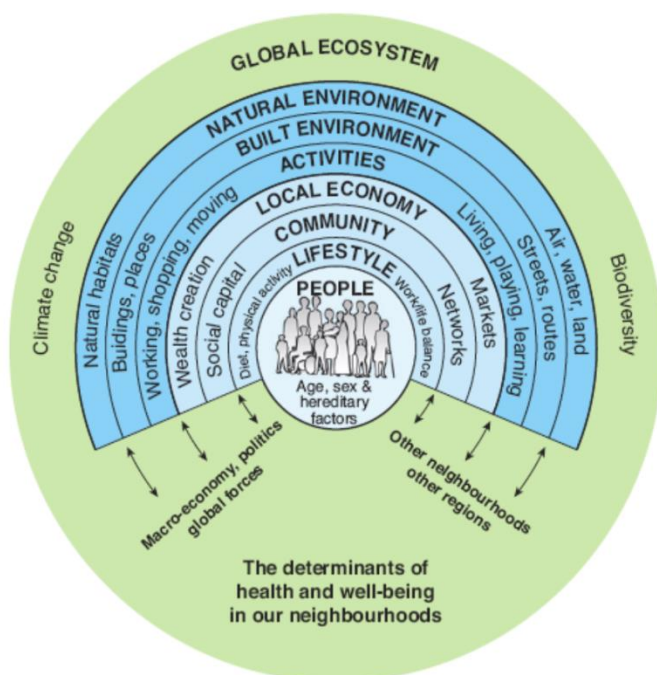 GLOBAL ECOSYSTEM
NATURAL ENVIRONMENT
BUILT ENVIRONMENT
ACTIVITIES
LOCAL ECONOMY
COMMUNITY
LIFESTYLE
PEOPLE
Age, sex &
hereditary
factors
Climate change
Natural habitats
Buidings, places
Working, shopping, moving
Wealth creation
Social capital
Diet, physical activity
Work/life balance
Networks
Markets
Living, playing, learning
Streets, routes
Air, water, land
Biodiversity
Macro-economy, politics
global forces
Other neighbourhoods
other regions
The determinants of
health and well-being
in our neighbourhoods